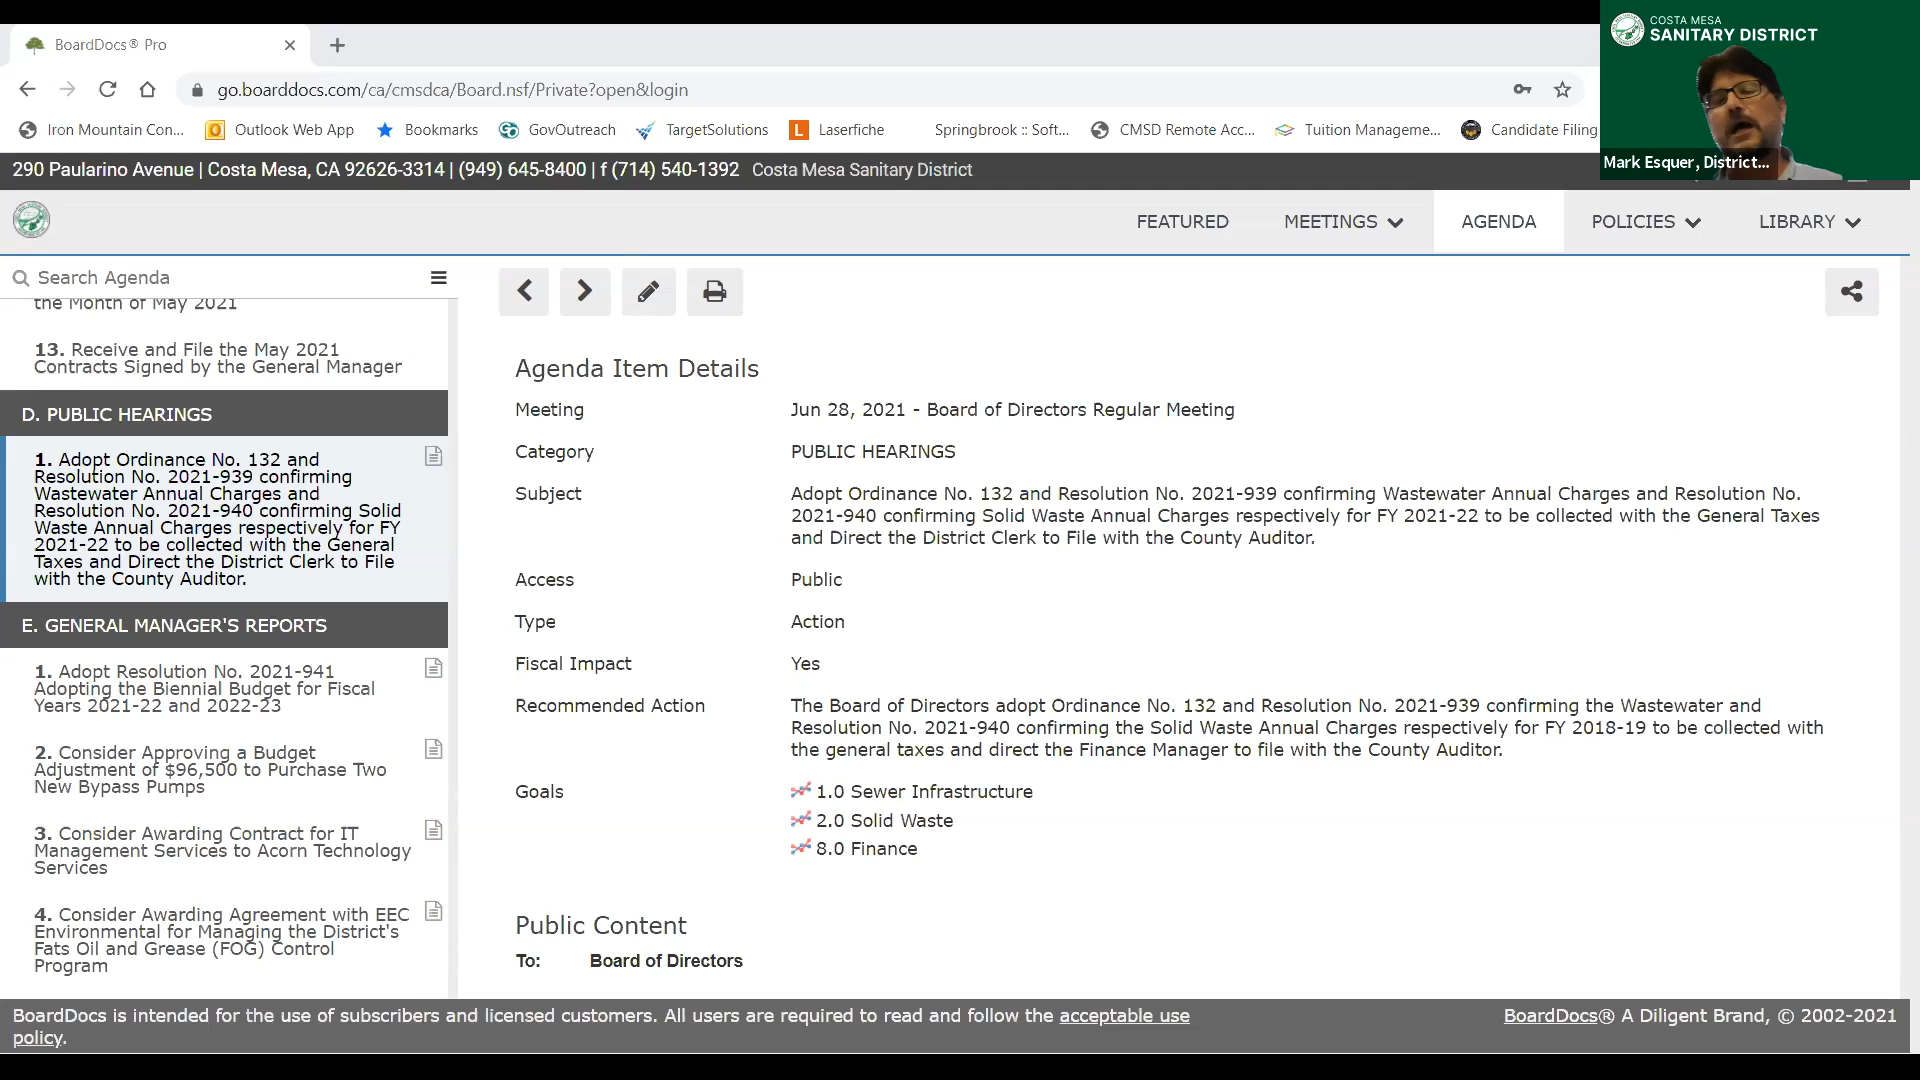 BoardDocs® Pro
go.boarddocs.com/ca/cmsdca/Board.nsf/Private?open&login
Iron Mountain Con... Outlook Web App Bookmarks GovOutreach TargetSolutions Laserfiche Springbrook :: Soft... CMSD Remote Acc... Tuition Manageme... Candidate Filing
COSTA MESA
SANITARY DISTRICT
Mark Esquer, District...
290 Paularino Avenue | Costa Mesa, CA 92626-3314 | (949) 645-8400 | f (714) 540-1392 Costa Mesa Sanitary District
FEATURED MEETINGS AGENDA POLICIES LIBRARY
Search Agenda
the Month of May 2021
13. Receive and File the May 2021
Contracts Signed by the General Manager
D. PUBLIC HEARINGS
1. Adopt Ordinance No. 132 and
Resolution No. 2021-939 confirming
Wastewater Annual Charges and
Resolution No. 2021-940 confirming Solid
Waste Annual Charges respectively for FY
2021-22 to be collected with the General
Taxes and Direct the District Clerk to File
with the County Auditor.
E. GENERAL MANAGER'S REPORTS
1. Adopt Resolution No. 2021-941
Adopting the Biennial Budget for Fiscal
Years 2021-22 and 2022-23
2. Consider Approving a Budget
Adjustment of $96,500 to Purchase Two
New Bypass Pumps
3. Consider Awarding Contract for IT
Management Services to Acorn Technology
Services
4. Consider Awarding Agreement with EEC
Environmental for Managing the District's
Fats Oil and Grease (FOG) Control
Program
Agenda Item Details
Meeting Jun 28, 2021 - Board of Directors Regular Meeting
Category PUBLIC HEARINGS
Subject Adopt Ordinance No. 132 and Resolution No. 2021-939 confirming Wastewater Annual Charges and Resolution No.
2021-940 confirming Solid Waste Annual Charges respectively for FY 2021-22 to be collected with the General Taxes
and Direct the District Clerk to File with the County Auditor.
Access Public
Type Action
Fiscal Impact Yes
Recommended Action The Board of Directors adopt Ordinance No. 132 and Resolution No. 2021-939 confirming the Wastewater and
Resolution No. 2021-940 confirming the Solid Waste Annual Charges respectively for FY 2018-19 to be collected with
the general taxes and direct the Finance Manager to file with the County Auditor.
Goals 1.0 Sewer Infrastructure
2.0 Solid Waste
8.0 Finance
Public Content
To: Board of Directors
BoardDocs is intended for the use of subscribers and licensed customers. All users are required to read and follow the acceptable use
policy.
BoardDocs® A Diligent Brand, © 2002-2021